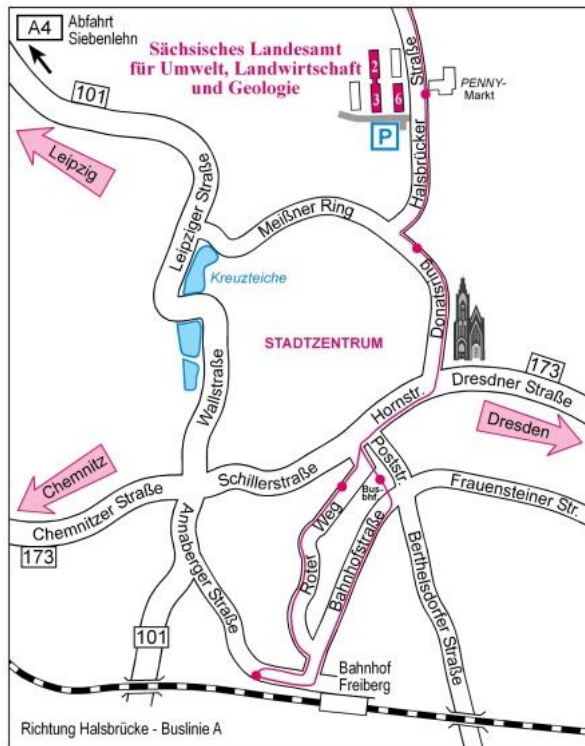 A4
Abfahrt
Siebenlehn
101
Sächsisches Landesamt
für Umwelt, Landwirtschaft
und Geologie
2
3
6
P
Halsbrücker Straße
PENNY-
Markt
Leipzig
Leipziger Straße
Meißner Ring
Kreuzteiche
Donatsring
STADTZENTRUM
Wallstraße
173
Dresdner Straße
Hornstr.
Dresden
Chemnitz
Schillerstraße
Poststr.
Bus-
bhf.
Frauensteiner Str.
Chemnitzer Straße
173
Annaberger Straße
Roter Weg
Bahnhofstraße
Berthelsdorfer Straße
101
Bahnhof
Freiberg
Richtung Halsbrücke - Buslinie A